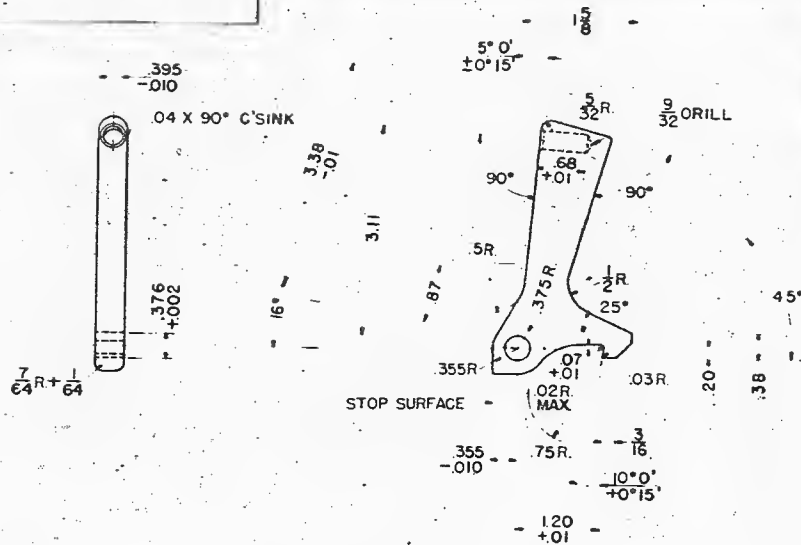 1 5/8
5° 0'
±0° 15'
.395
-.010
.04 X 90° C'SINK
5/32 R.
9/32 DRILL
3.38
-.01
.68
+.01
90°
90°
3.11
.5R.
.87
.375 R.
1/2 R.
25°
45°
16°
.376
+.002
7/64 R.+ 1/64
.355R
.07
+.01
.02R.
MAX
.03R.
.20
.38
STOP SURFACE
.355
-.010
.75R.
3/16
10° 0'
+0° 15'
1.20
+.01